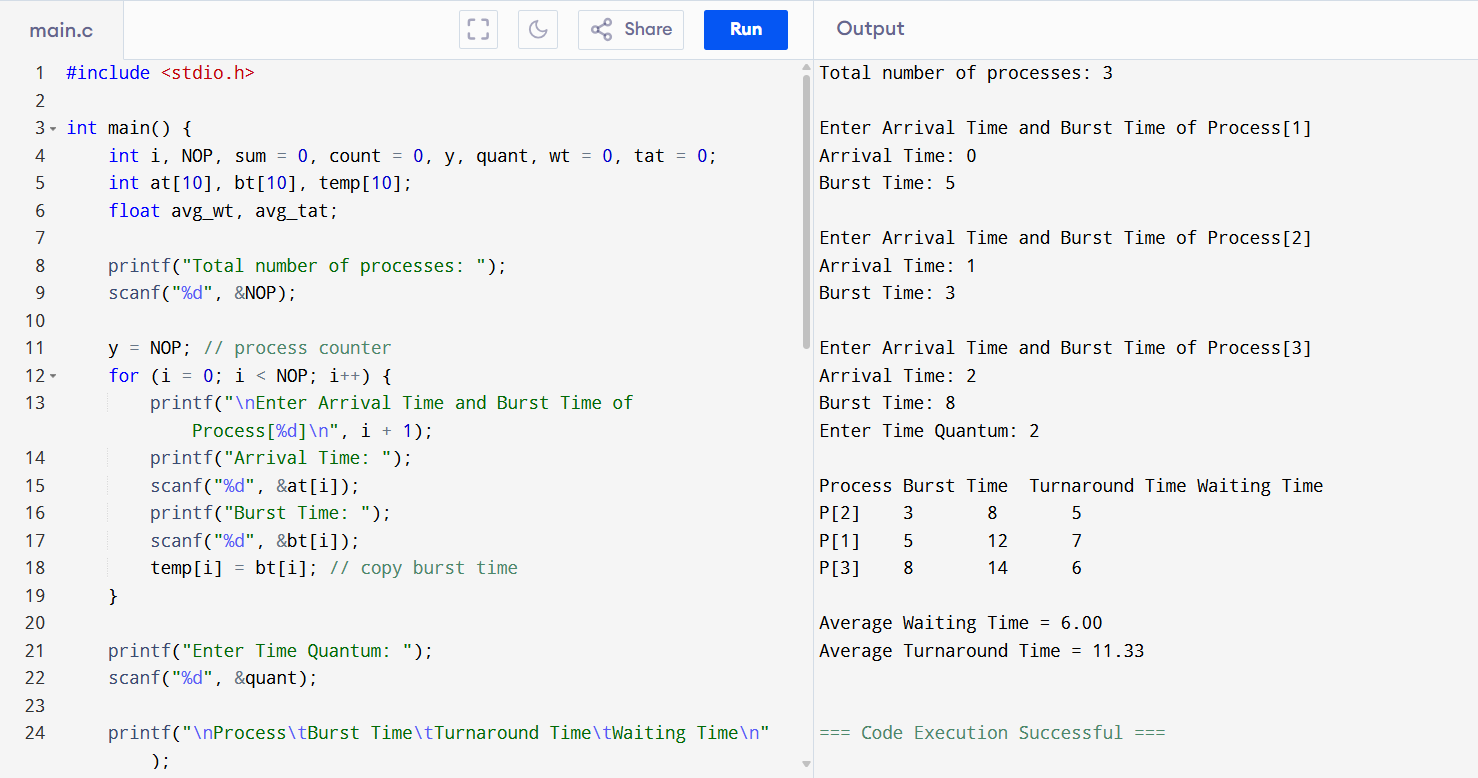 main.c
Share
Run
1 #include <stdio.h>
2
3 int main() {
4     int i, NOP, sum = 0, count = 0, y, quant, wt = 0, tat = 0;
5     int at[10], bt[10], temp[10];
6     float avg_wt, avg_tat;
7
8     printf("Total number of processes: ");
9     scanf("%d", &NOP);
10
11     y = NOP; // process counter
12     for (i = 0; i < NOP; i++) {
13         printf("\nEnter Arrival Time and Burst Time of
            Process[%d]\n", i + 1);
14         printf("Arrival Time: ");
15         scanf("%d", &at[i]);
16         printf("Burst Time: ");
17         scanf("%d", &bt[i]);
18         temp[i] = bt[i]; // copy burst time
19     }
20
21     printf("Enter Time Quantum: ");
22     scanf("%d", &quant);
23
24     printf("\nProcess\tBurst Time\tTurnaround Time\tWaiting Time\n"
        );
Output
Total number of processes: 3

Enter Arrival Time and Burst Time of Process[1]
Arrival Time: 0
Burst Time: 5

Enter Arrival Time and Burst Time of Process[2]
Arrival Time: 1
Burst Time: 3

Enter Arrival Time and Burst Time of Process[3]
Arrival Time: 2
Burst Time: 8
Enter Time Quantum: 2

Process Burst Time  Turnaround Time Waiting Time
P[2]    3       8       5
P[1]    5       12      7
P[3]    8       14      6

Average Waiting Time = 6.00
Average Turnaround Time = 11.33

=== Code Execution Successful ===